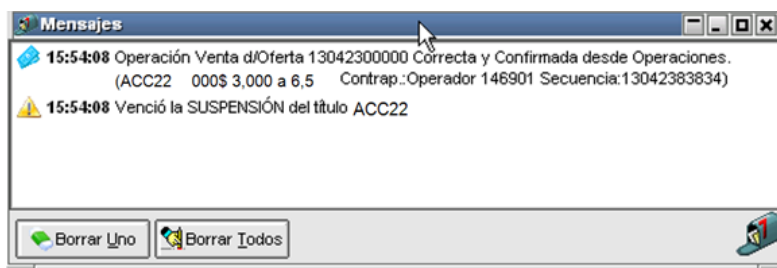 Mensajes
15:54:08 Operación Venta d/Oferta 13042300000 Correcta y Confirmada desde Operaciones.
(ACC22 000$ 3,000 a 6,5 Contrap.:Operador 146901 Secuencia:13042383834)
15:54:08 Venció la SUSPENSIÓN del título ACC22
Borrar Uno Borrar Todos